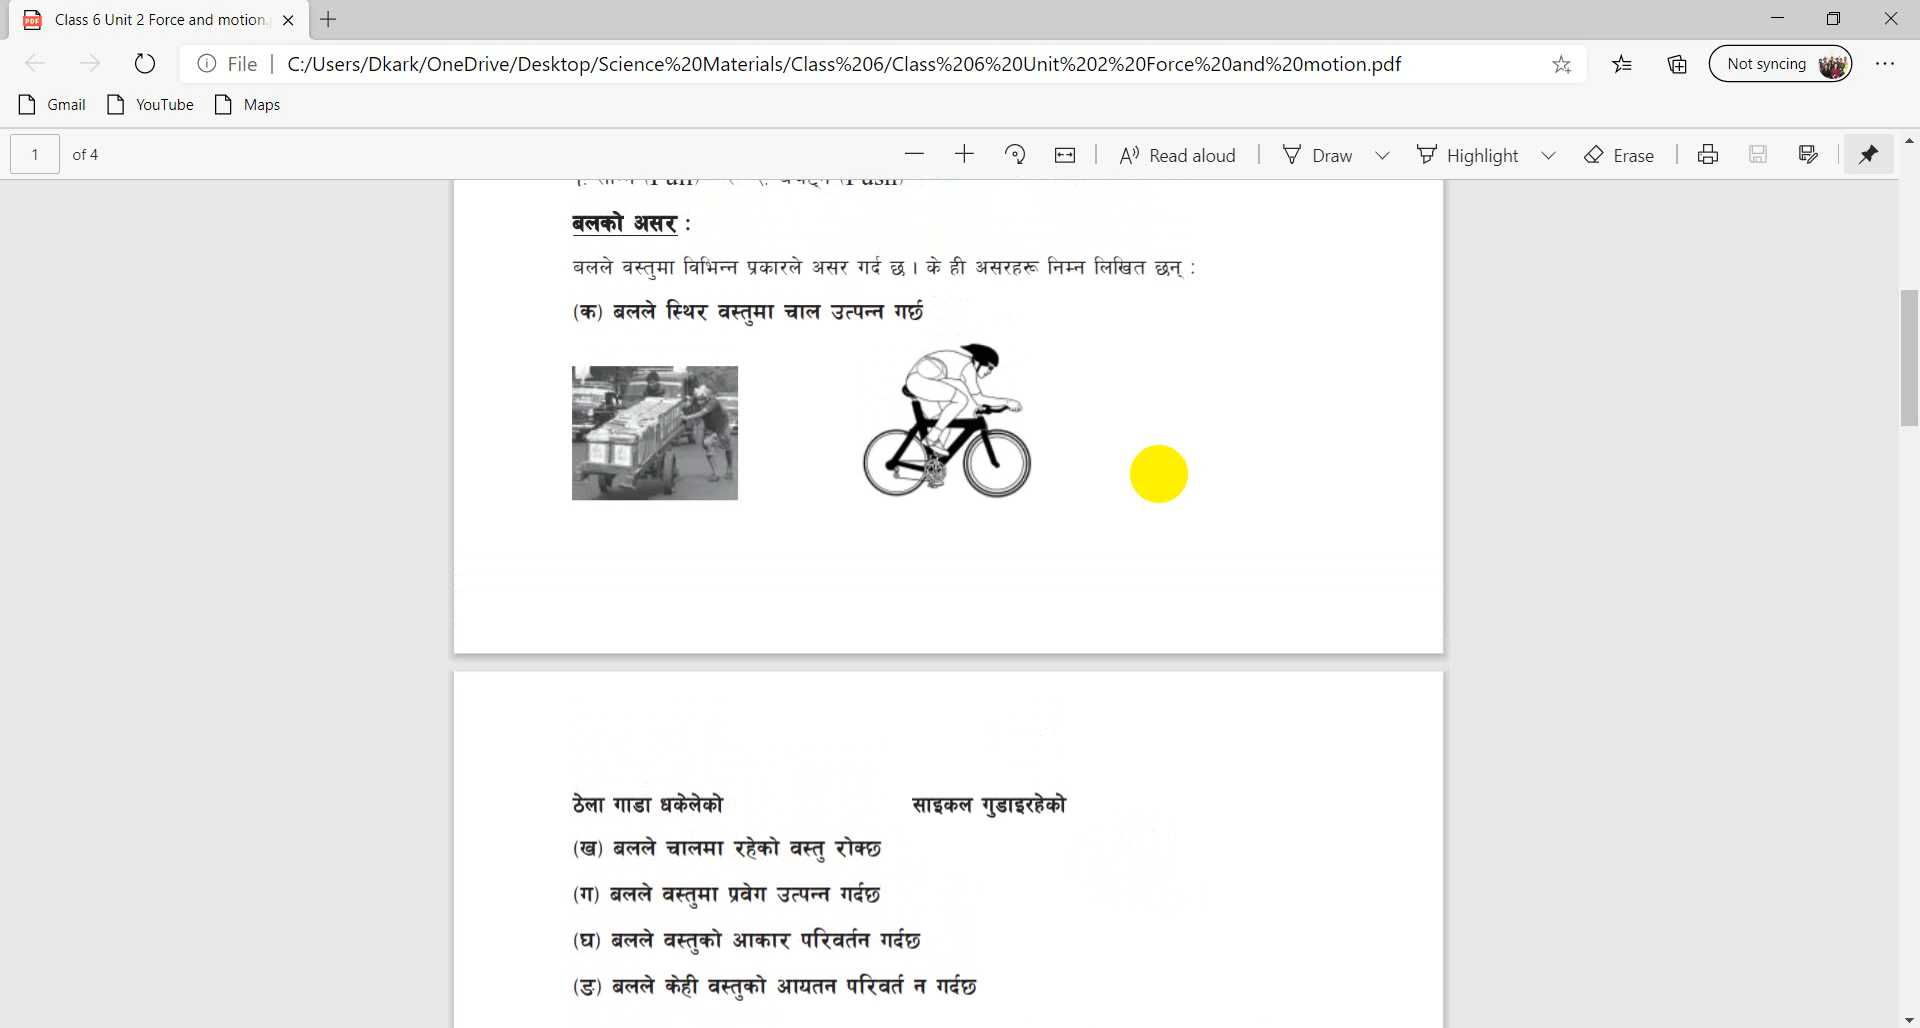 Class 6 Unit 2 Force and motion.
File C:/Users/Dkark/OneDrive/Desktop/Science%20Materials/Class%206/Class%206%20Unit%202%20Force%20and%20motion.pdf Not syncing
Gmail YouTube Maps
1 of 4 Read aloud Draw Highlight Erase
बलको असर :
बलले वस्तुमा विभिन्न प्रकारले असर गर्द छ । के ही असरहरू निम्न लिखित छन् :
(क) बलले स्थिर वस्तुमा चाल उत्पन्न गर्छ
ठेला गाडा धकेलेको साइकल गुडाइरहेको
(ख) बलले चालमा रहेको वस्तु रोक्छ
(ग) बलले वस्तुमा प्रवेग उत्पन्न गर्दछ
(घ) बलले वस्तुको आकार परिवर्तन गर्दछ
(ङ) बलले केही वस्तुको आयतन परिवर्त न गर्दछ